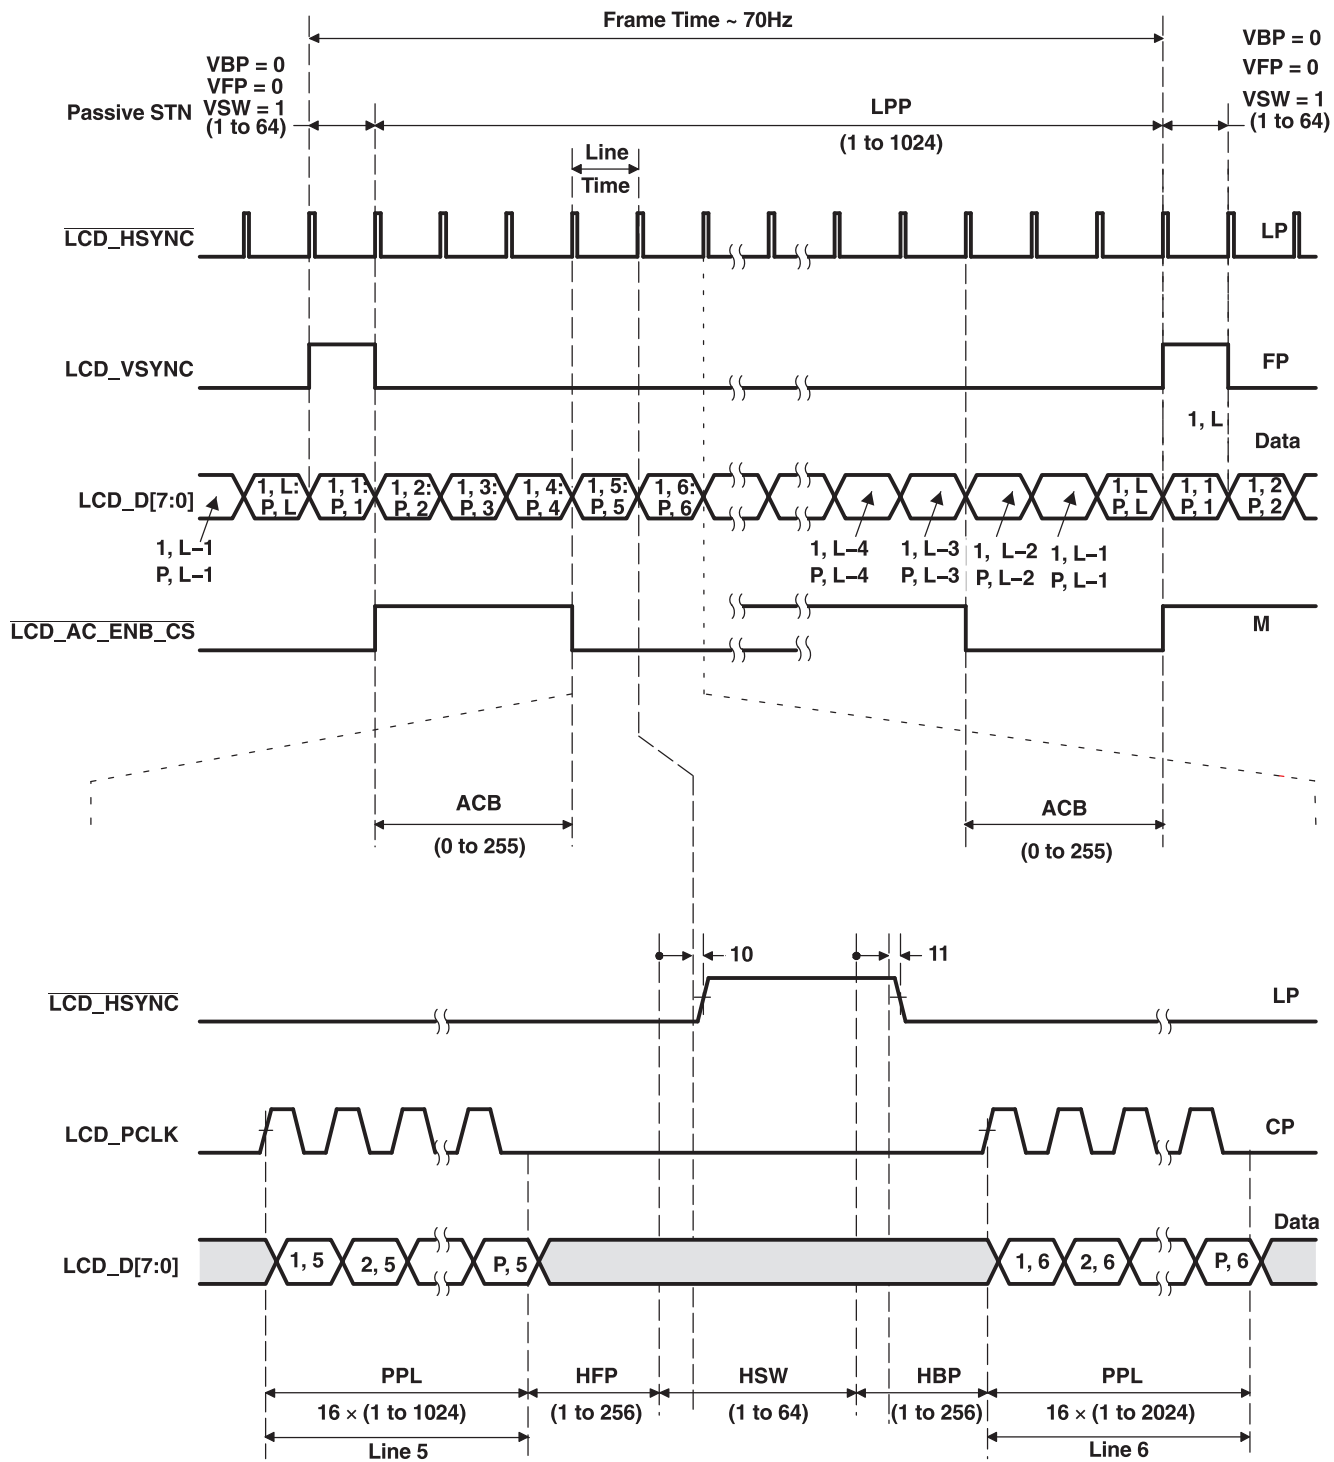 Frame Time ~ 70Hz
VBP = 0
VFP = 0
VSW = 1
(1 to 64)
VBP = 0
VFP = 0
VSW = 1
(1 to 64)
Passive STN
LPP
(1 to 1024)
Line
Time
LCD_HSYNC
LP
LCD_VSYNC
FP
1, L
Data
LCD_D[7:0]
1, L: 1, 1: 1, 2: 1, 3: 1, 4: 1, 5: 1, 6: 1, L 1, 1 1, 2
P, L P, 1 P, 2 P, 3 P, 4 P, 5 P, 6 P, L P, 1 P, 2
1, L–1
P, L–1
1, L–4
P, L–4
1, L–3
P, L–3
1, L–2
P, L–2
1, L–1
P, L–1
LCD_AC_ENB_CS
M
ACB
(0 to 255)
ACB
(0 to 255)
10
11
LCD_HSYNC
LP
LCD_PCLK
CP
Data
LCD_D[7:0]
1, 5 2, 5 P, 5 1, 6 2, 6 P, 6
PPL HFP HSW HBP PPL
16 × (1 to 1024) (1 to 256) (1 to 64) (1 to 256) 16 × (1 to 2024)
Line 5 Line 6